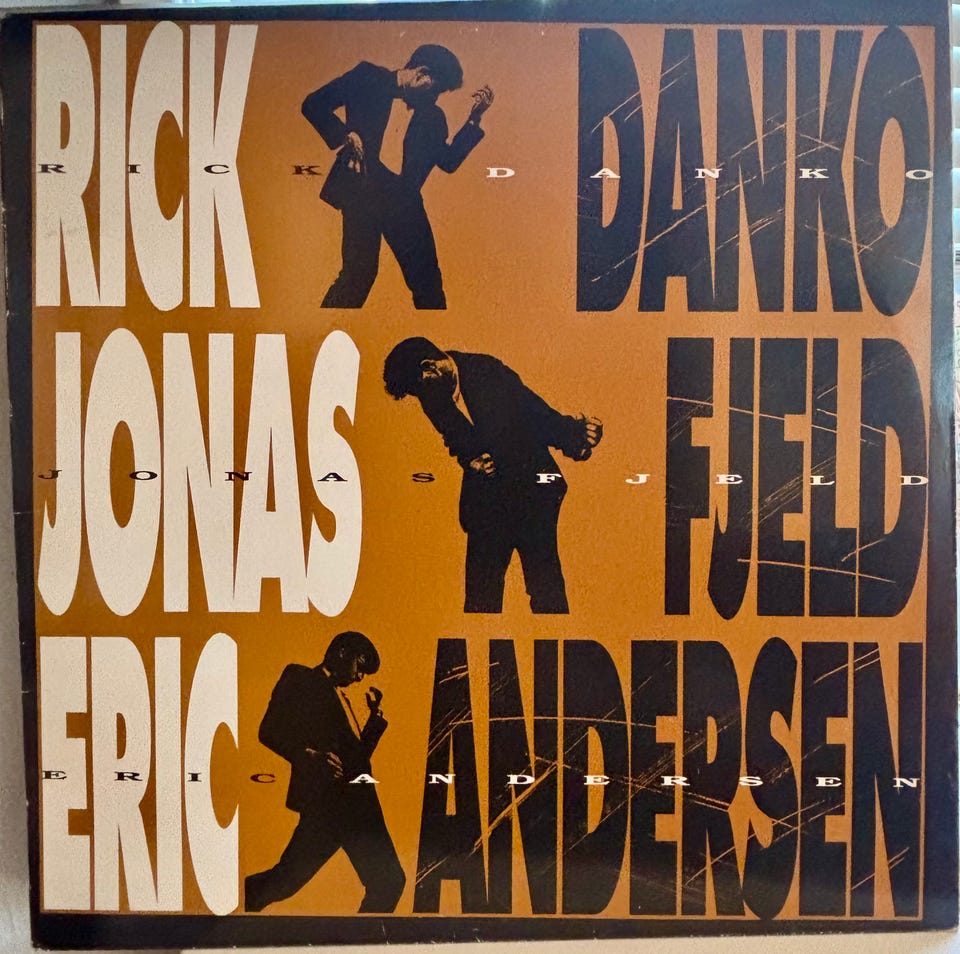 RICK DANKO
RICK DANKO
JONAS FJELD
JONAS FJELD
ERIC ANDERSEN
ERIC ANDERSEN